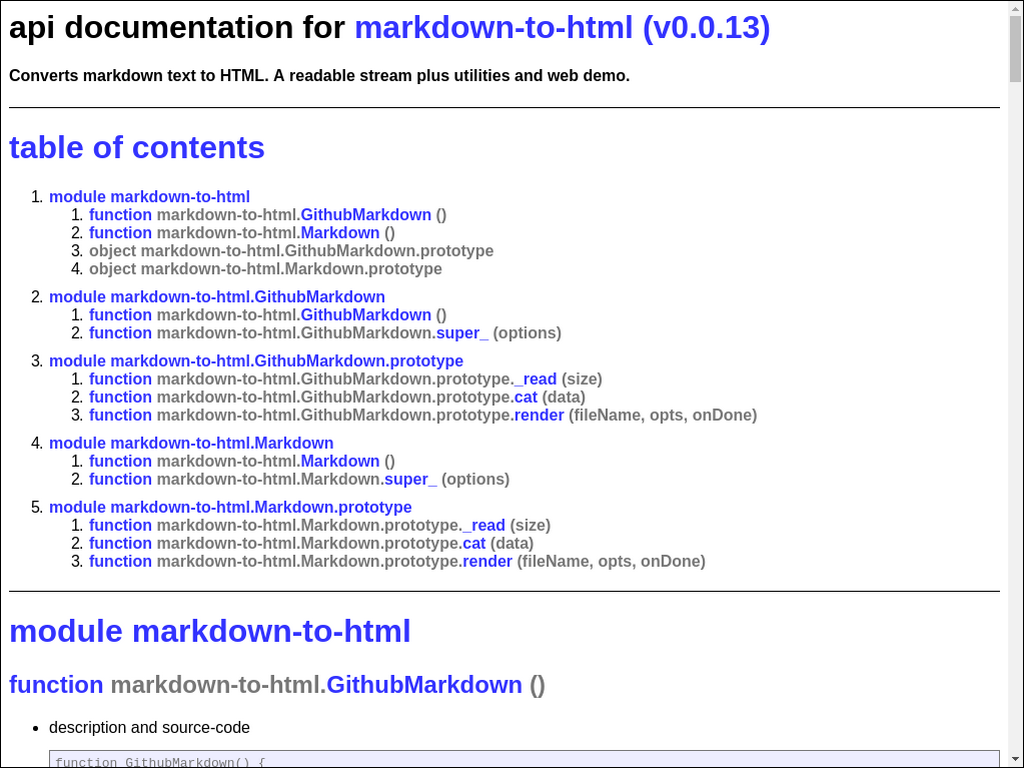 api documentation for markdown-to-html (v0.0.13)
Converts markdown text to HTML. A readable stream plus utilities and web demo.
table of contents
1. module markdown-to-html
1. function markdown-to-html.GithubMarkdown ()
2. function markdown-to-html.Markdown ()
3. object markdown-to-html.GithubMarkdown.prototype
4. object markdown-to-html.Markdown.prototype
2. module markdown-to-html.GithubMarkdown
1. function markdown-to-html.GithubMarkdown ()
2. function markdown-to-html.GithubMarkdown.super_ (options)
3. module markdown-to-html.GithubMarkdown.prototype
1. function markdown-to-html.GithubMarkdown.prototype._read (size)
2. function markdown-to-html.GithubMarkdown.prototype.cat (data)
3. function markdown-to-html.GithubMarkdown.prototype.render (fileName, opts, onDone)
4. module markdown-to-html.Markdown
1. function markdown-to-html.Markdown ()
2. function markdown-to-html.Markdown.super_ (options)
5. module markdown-to-html.Markdown.prototype
1. function markdown-to-html.Markdown.prototype._read (size)
2. function markdown-to-html.Markdown.prototype.cat (data)
3. function markdown-to-html.Markdown.prototype.render (fileName, opts, onDone)
module markdown-to-html
function markdown-to-html.GithubMarkdown ()
• description and source-code
function GithubMarkdown() {